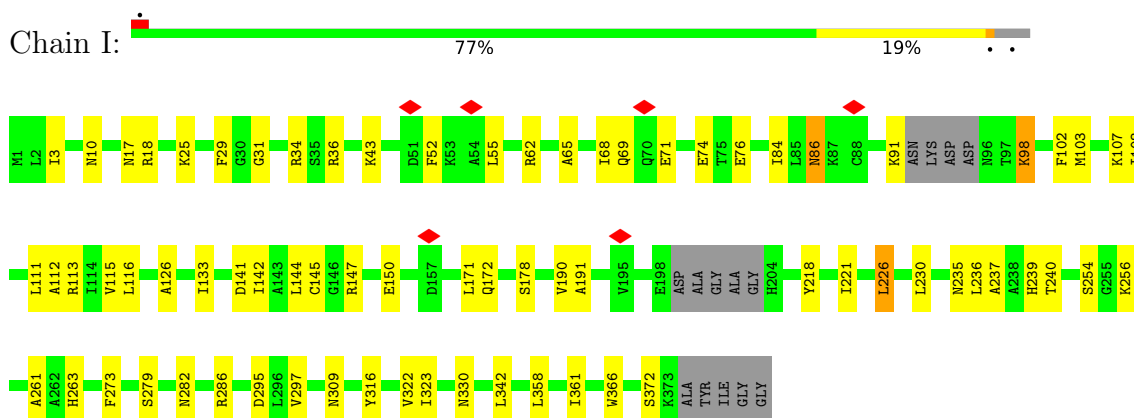 Chain I:
77%
19%
M1 L2 I3 N10 N17 R18 K25 F29 G30 G31 R34 S35 R36 K43 D51 F52 K53 A54 L55 R62 A65 I68 Q69 Q70 E71 E74 T75 E76 I84 L85 N86 K87 C88 K91 ASN LYS ASP ASP N96 T97 K98 F102 M103 K107
L111 A112 R113 I114 V115 L116 A126 I133 D141 I142 A143 L144 C145 G146 R147 E150 D157 L171 Q172 S178 V190 A191 V195 E198 ASP ALA GLY ALA GLY H204 Y218 I221 L226 L230 N235 L236 A237 A238 H239 T240 S254 G255 K256
A261 A262 H263 F273 S279 N282 R286 D295 L296 V297 N309 Y316 V322 I323 N330 L342 L358 I361 W366 S372 K373 ALA TYR ILE GLY GLY